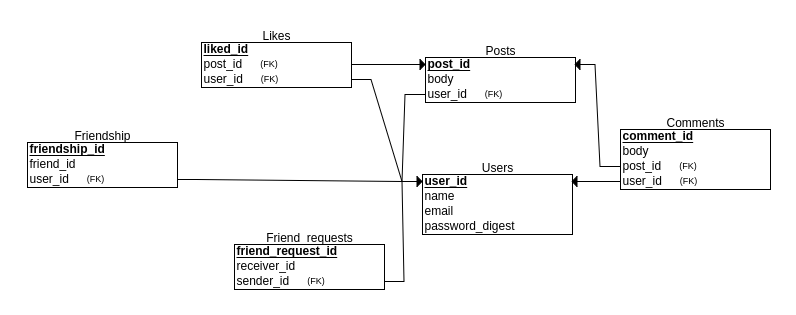 Likes
liked_id
post_id (FK)
user_id (FK)
Posts
post_id
body
user_id (FK)
Comments
comment_id
body
post_id (FK)
user_id (FK)
Friendship
friendship_id
friend_id
user_id (FK)
Users
user_id
name
email
password_digest
Friend_requests
friend_request_id
receiver_id
sender_id (FK)